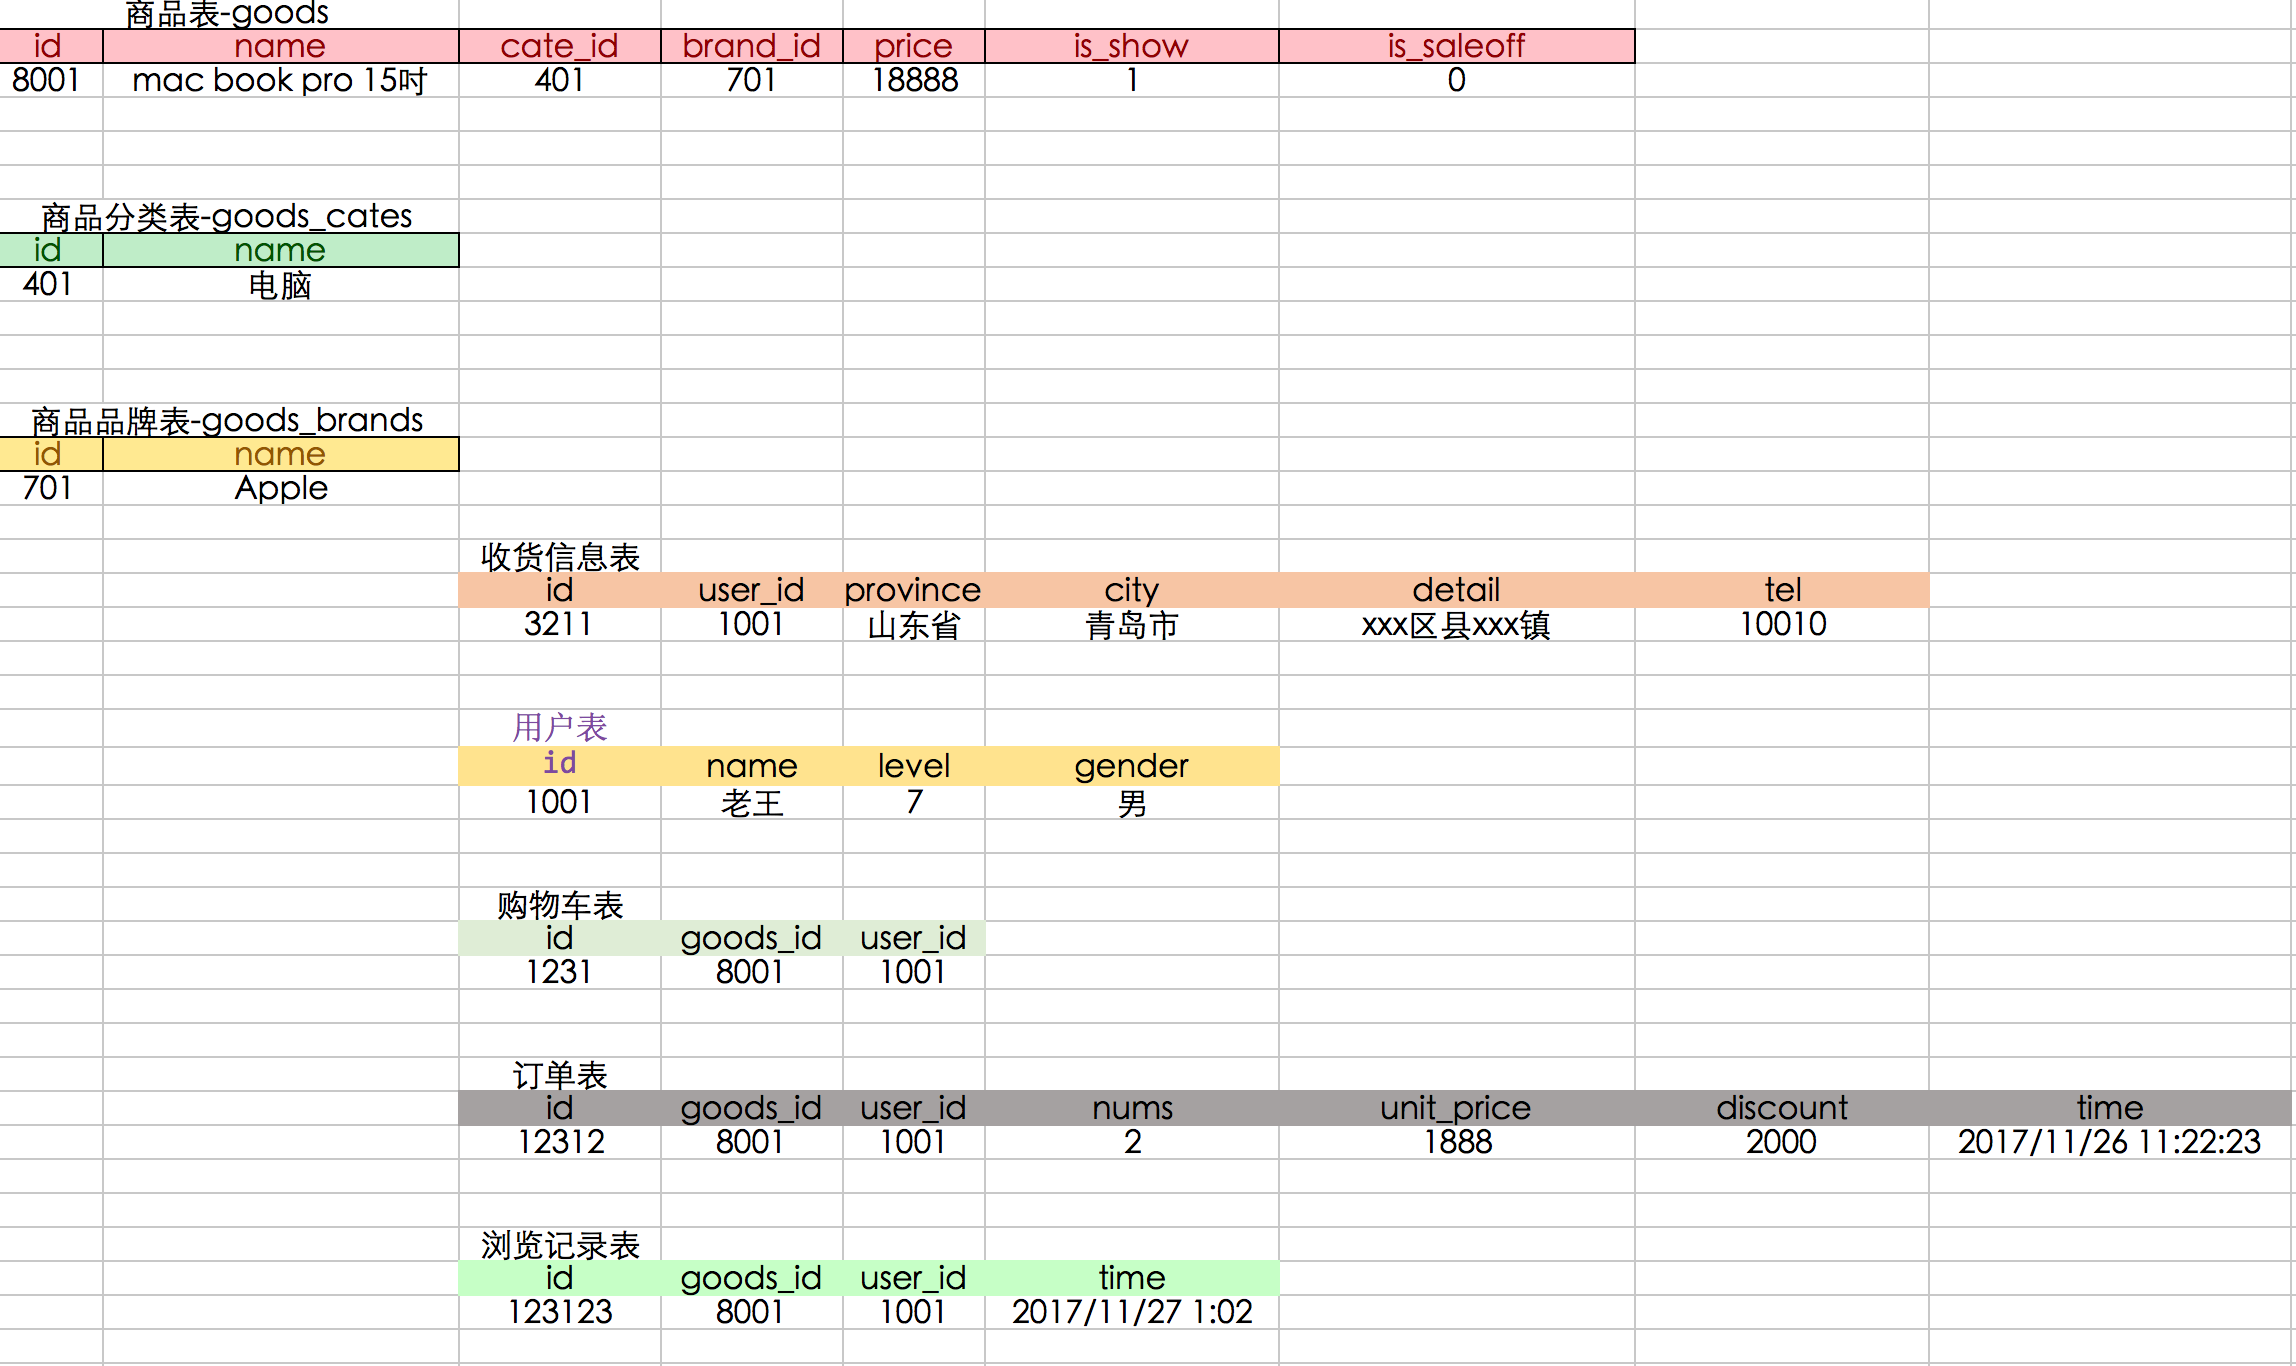 商品表-goods
id name cate_id brand_id price is_show is_saleoff
8001 mac book pro 15吋 401 701 18888 1 0
商品分类表-goods_cates
id name
401 电脑
商品品牌表-goods_brands
id name
701 Apple
收货信息表
id user_id province city detail tel
3211 1001 山东省 青岛市 xxx区县xxx镇 10010
用户表
id name level gender
1001 老王 7 男
购物车表
id goods_id user_id
1231 8001 1001
订单表
id goods_id user_id nums unit_price discount time
12312 8001 1001 2 1888 2000 2017/11/26 11:22:23
浏览记录表
id goods_id user_id time
123123 8001 1001 2017/11/27 1:02